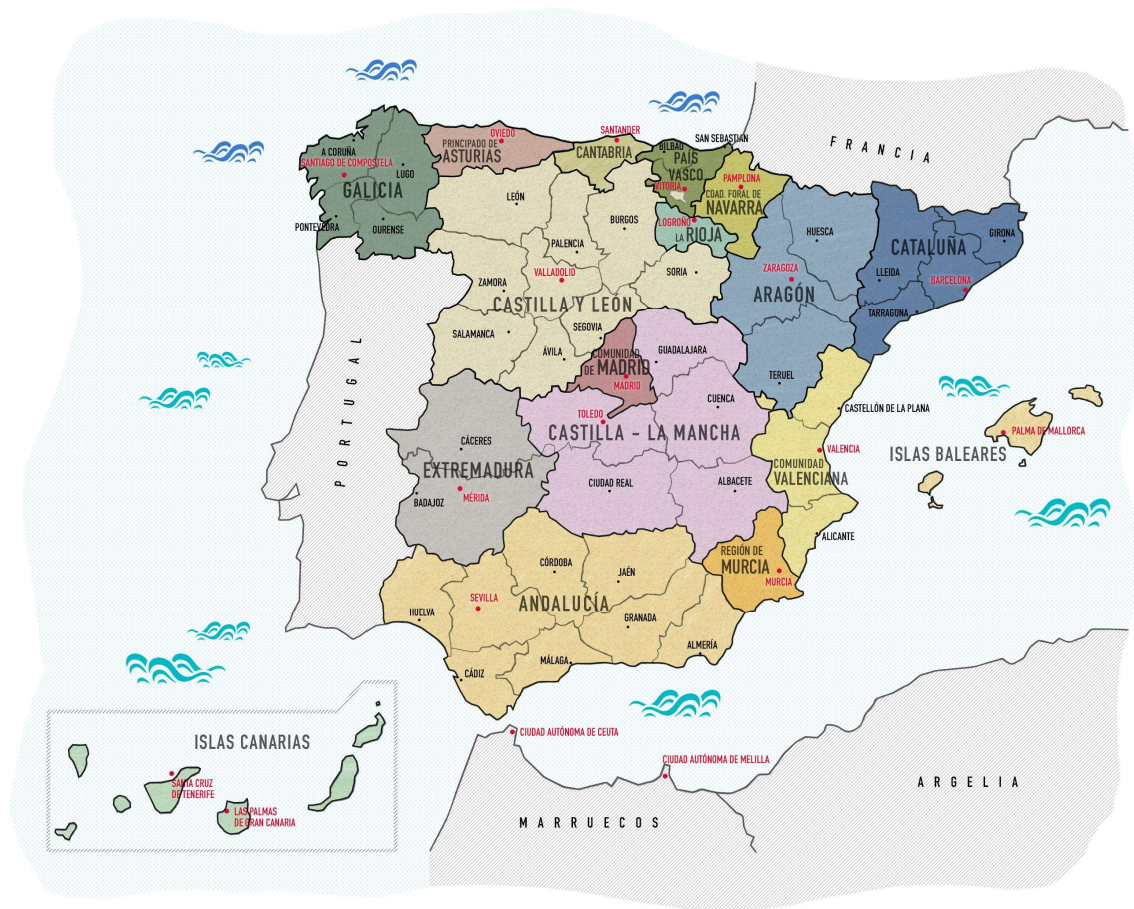 FRANCIA
OVIEDO
PRINCIPADO DE
ASTURIAS
SANTANDER
CANTABRIA
SAN SEBASTIÁN
BILBAU
PAÍS
VASCO
VITORIA
PAMPLONA
COAD. FORAL DE
NAVARRA
A CORUÑA
SANTIAGO DE COMPOSTELA
LUGO
GALICIA
PONTEVEDRA
OURENSE
LEÓN
BURGOS
PALENCIA
LOGROÑO
LA RIOJA
HUESCA
ZARAGOZA
ARAGÓN
TERUEL
CATALUÑA
GIRONA
LLEIDA
BARCELONA
TARRAGONA
ZAMORA
VALLADOLID
SORIA
CASTILLA Y LEÓN
SALAMANCA
SEGOVIA
ÁVILA
COMUNIDAD
DE MADRID
MADRID
GUADALAJARA
CUENCA
TOLEDO
CASTILLA - LA MANCHA
CIUDAD REAL
ALBACETE
PORTUGAL
CÁCERES
EXTREMADURA
BADAJOZ
MÉRIDA
CASTELLÓN DE LA PLANA
VALENCIA
COMUNIDAD
VALENCIANA
ALICANTE
PALMA DE MALLORCA
ISLAS BALEARES
REGIÓN DE
MURCIA
MURCIA
CÓRDOBA
JAÉN
SEVILLA
ANDALUCÍA
HUELVA
GRANADA
ALMERÍA
MÁLAGA
CÁDIZ
ISLAS CANARIAS
SANTA CRUZ
DE TENERIFE
LAS PALMAS
DE GRAN CANARIA
CIUDAD AUTÓNOMA DE CEUTA
CIUDAD AUTÓNOMA DE MELILLA
MARRUECOS
ARGELIA